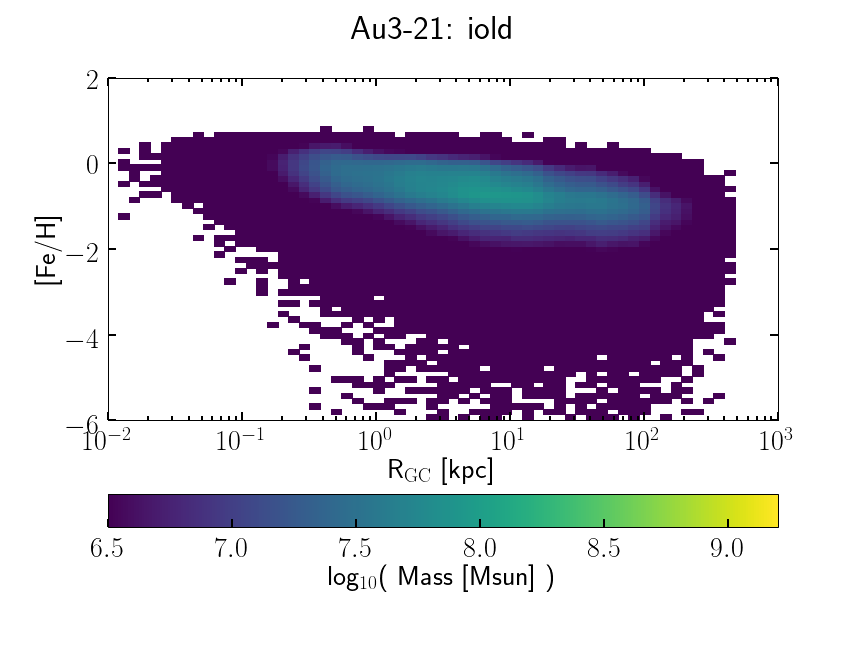 Au3-21: iold
2
0
−2
−4
−6
[Fe/H]
10⁻² 10⁻¹ 10⁰ 10¹ 10² 10³
R_GC [kpc]
6.5 7.0 7.5 8.0 8.5 9.0
log₁₀( Mass [Msun] )